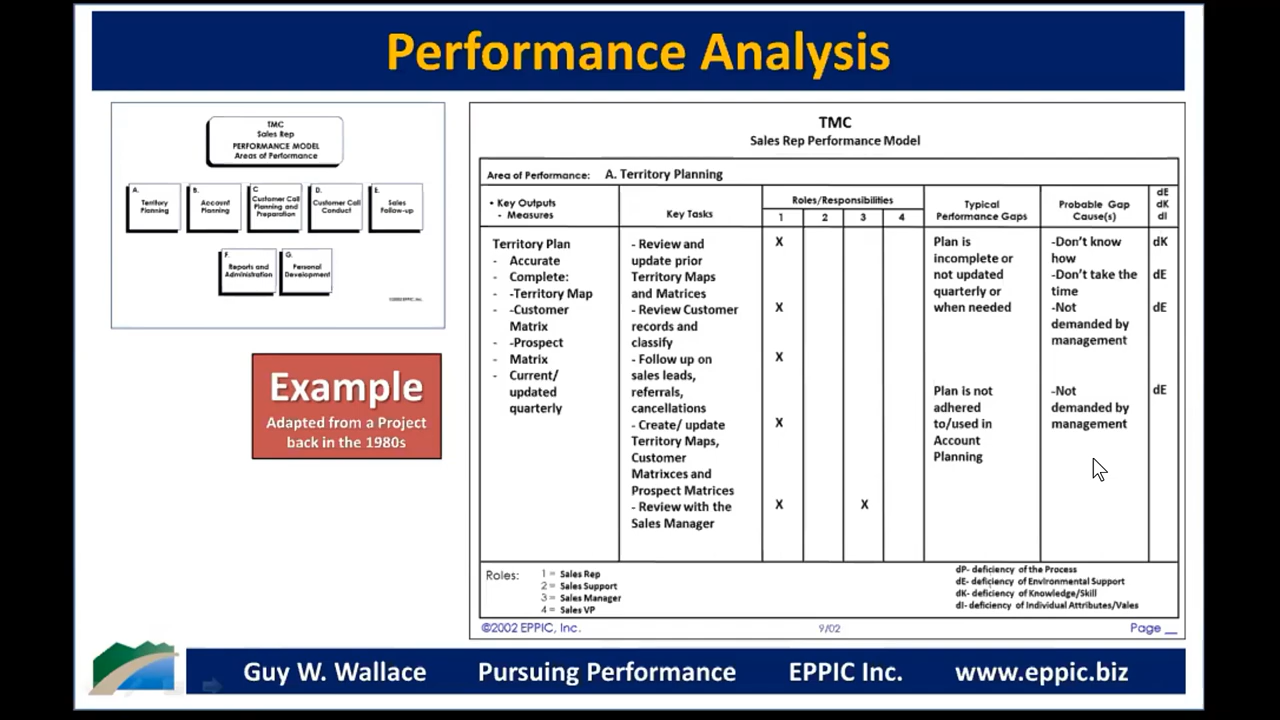 Performance Analysis
TMC
Sales Rep
PERFORMANCE MODEL
Areas of Performance
A.
Territory
Planning
B.
Account
Planning
C
Customer Call
Planning and
Preparation
D.
Customer Call
Conduct
E.
Sales
Follow-up
F.
Reports and
Administration
G.
Personal
Development
©2002 EPPIC, Inc.
Example
Adapted from a Project
back in the 1980s
TMC
Sales Rep Performance Model
Area of Performance: A. Territory Planning
• Key Outputs
- Measures
Key Tasks
Roles/Responsibilities
1 2 3 4
Typical
Performance Gaps
Probable Gap
Cause(s)
dE
dK
dI
Territory Plan
- Accurate
- Complete:
- -Territory Map
- -Customer
Matrix
- -Prospect
- Matrix
- Current/
updated
quarterly
- Review and
update prior
Territory Maps
and Matrices
- Review Customer
records and
classify
- Follow up on
sales leads,
referrals,
cancellations
- Create/ update
Territory Maps,
Customer
Matrixces and
Prospect Matrices
- Review with the
Sales Manager
X
X
X
X
X X
Plan is
incomplete or
not updated
quarterly or
when needed
Plan is not
adhered
to/used in
Account
Planning
-Don't know
how
-Don't take the
time
-Not
demanded by
management
-Not
demanded by
management
dK
dE
dE
dE
Roles: 1 = Sales Rep
2 = Sales Support
3 = Sales Manager
4 = Sales VP
dP- deficiency of the Process
dE- deficiency of Environmental Support
dK- deficiency of Knowledge/Skill
dI- deficiency of Individual Attributes/Vales
©2002 EPPIC, Inc. 9/02 Page __
Guy W. Wallace Pursuing Performance EPPIC Inc. www.eppic.biz